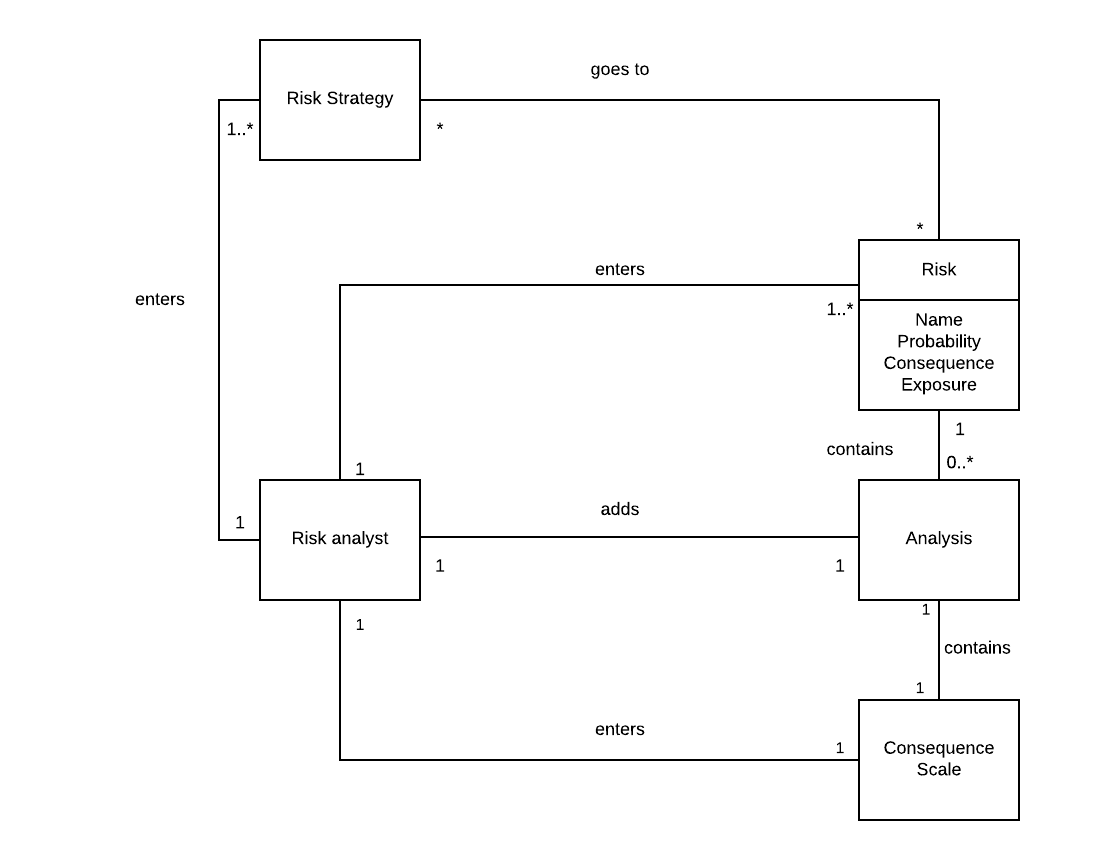 goes to
Risk Strategy
1..*
*
*
enters
Risk
enters
1..*
Name
Probability
Consequence
Exposure
1
contains
0..*
1
adds
1
Risk analyst
Analysis
1
1
1
1
contains
1
enters
1
Consequence
Scale